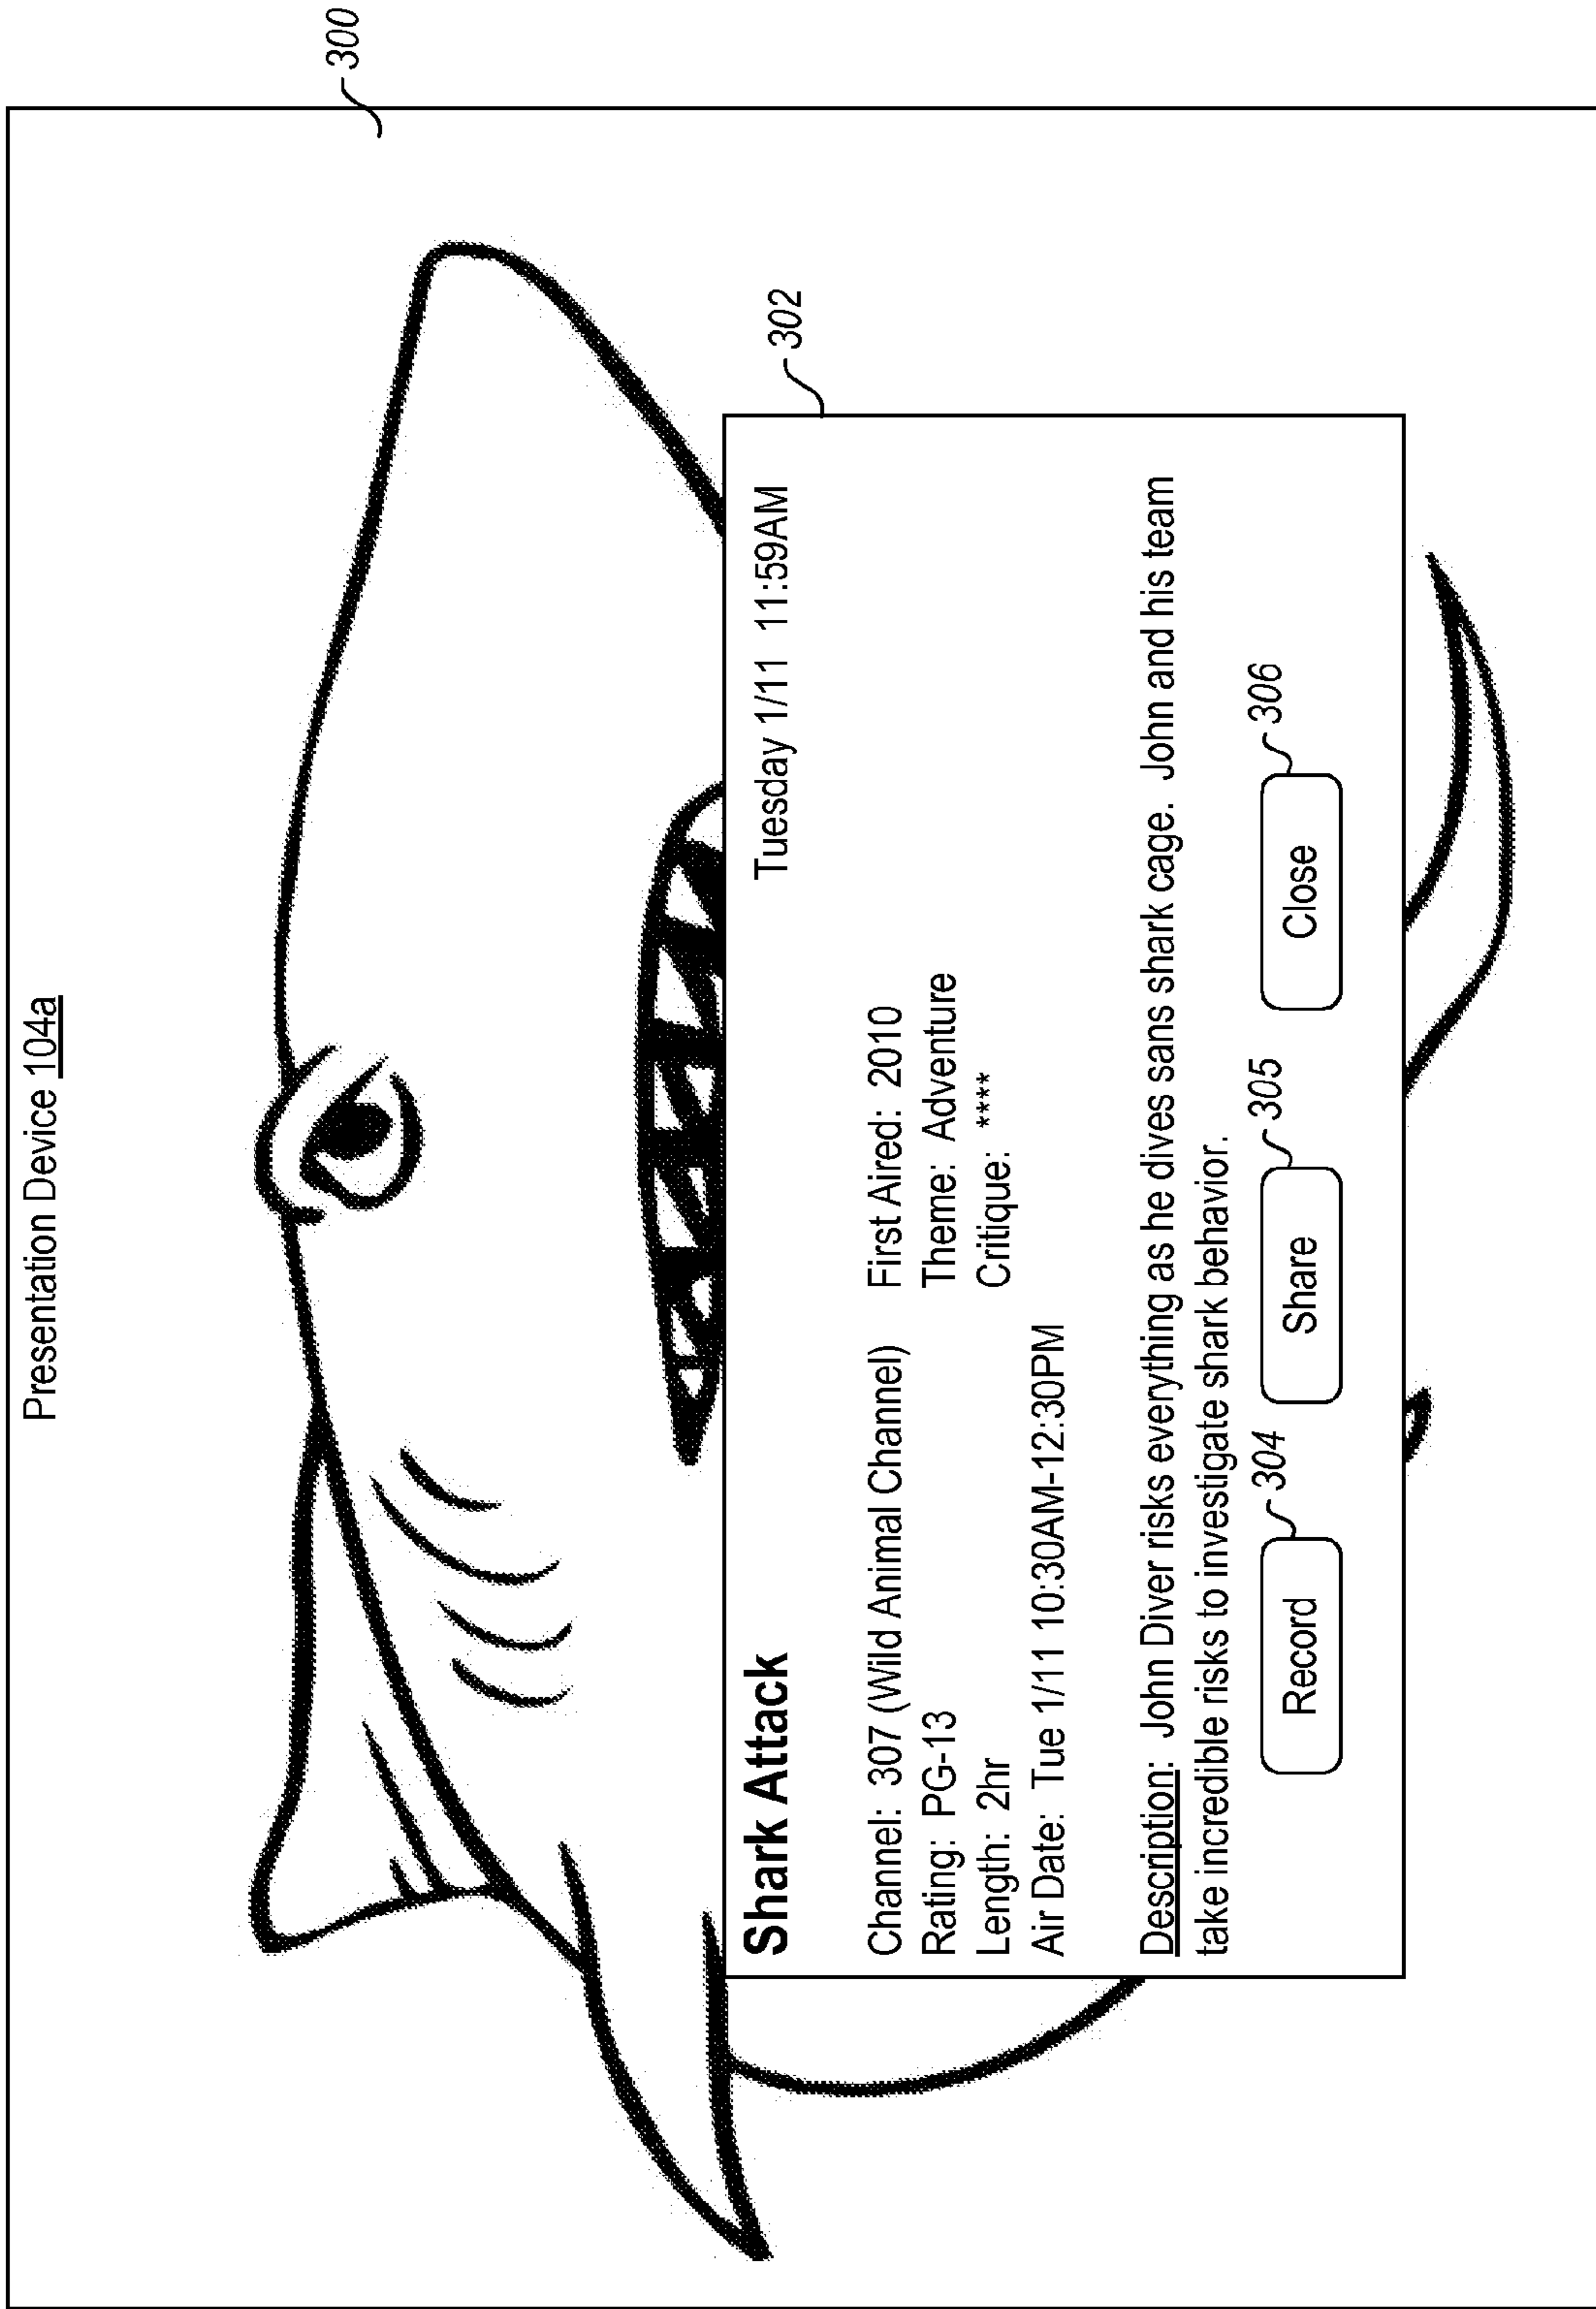 Presentation Device 104a
300
302
Shark Attack
Tuesday 1/11 11:59AM
Channel: 307 (Wild Animal Channel) First Aired: 2010
Rating: PG-13 Theme: Adventure
Length: 2hr Critique: ****
Air Date: Tue 1/11 10:30AM-12:30PM
Description: John Diver risks everything as he dives sans shark cage. John and his team
take incredible risks to investigate shark behavior.
304
305
306
Record
Share
Close